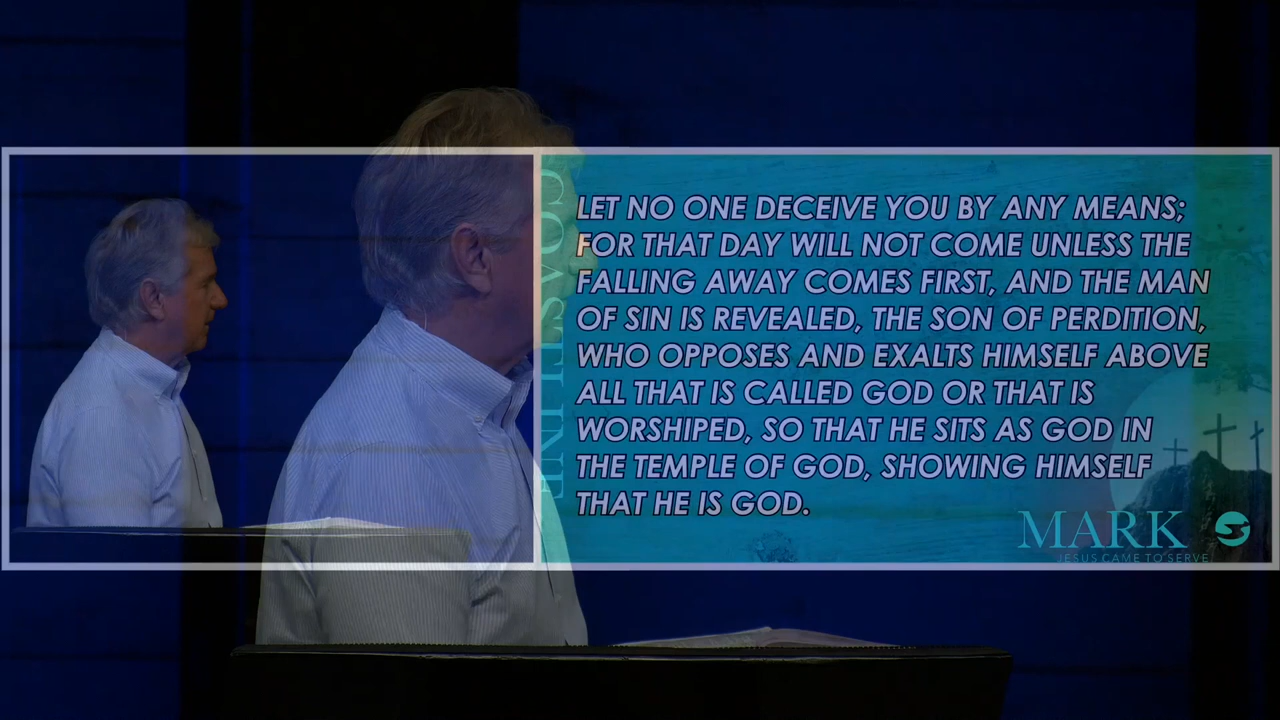 COASTLINE
LET NO ONE DECEIVE YOU BY ANY MEANS;
FOR THAT DAY WILL NOT COME UNLESS THE
FALLING AWAY COMES FIRST, AND THE MAN
OF SIN IS REVEALED, THE SON OF PERDITION,
WHO OPPOSES AND EXALTS HIMSELF ABOVE
ALL THAT IS CALLED GOD OR THAT IS
WORSHIPED, SO THAT HE SITS AS GOD IN
THE TEMPLE OF GOD, SHOWING HIMSELF
THAT HE IS GOD.
MARK
JESUS CAME TO SERVE